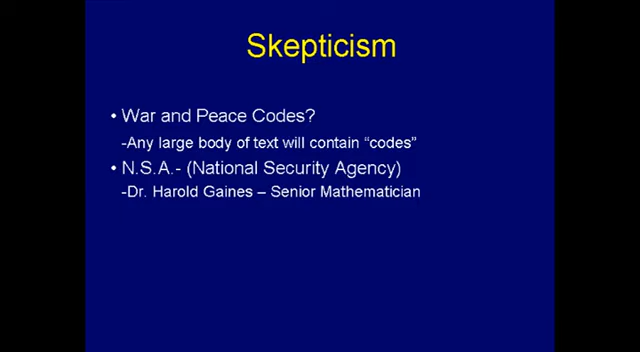 Skepticism
• War and Peace Codes?
-Any large body of text will contain “codes”
• N.S.A.- (National Security Agency)
-Dr. Harold Gaines – Senior Mathematician